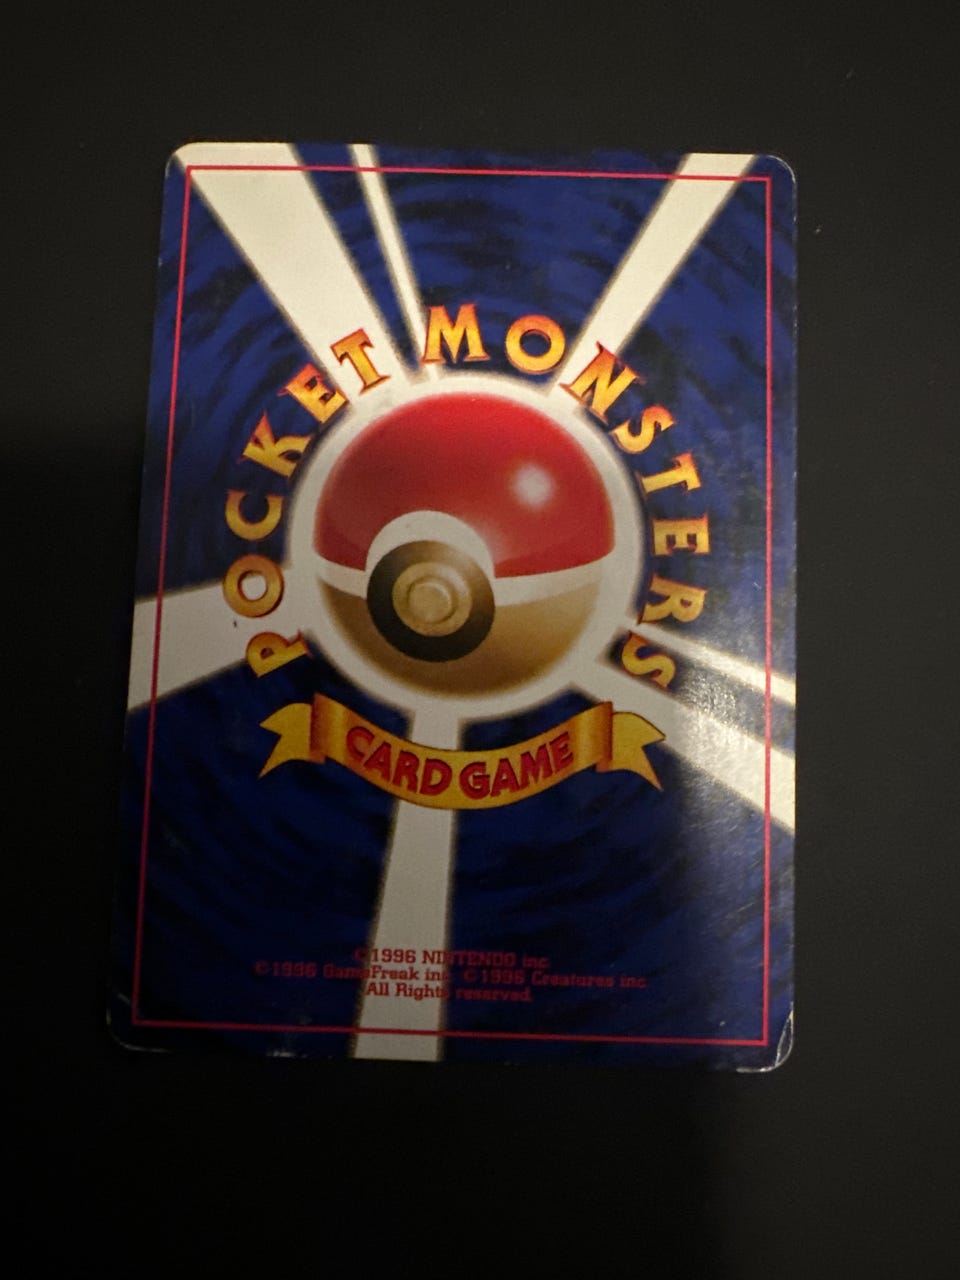 POCKET MONSTERS
CARD GAME
©1996 NINTENDO inc.
©1996 GameFreak inc. ©1996 Creatures inc.
All Rights reserved.